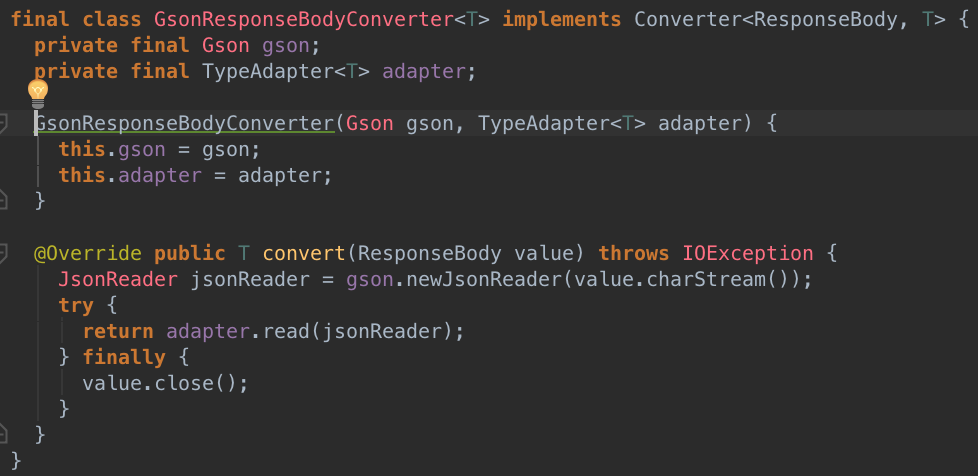 final class GsonResponseBodyConverter<T> implements Converter<ResponseBody, T> {
  private final Gson gson;
  private final TypeAdapter<T> adapter;

  GsonResponseBodyConverter(Gson gson, TypeAdapter<T> adapter) {
    this.gson = gson;
    this.adapter = adapter;
  }

  @Override public T convert(ResponseBody value) throws IOException {
    JsonReader jsonReader = gson.newJsonReader(value.charStream());
    try {
      return adapter.read(jsonReader);
    } finally {
      value.close();
    }
  }
}